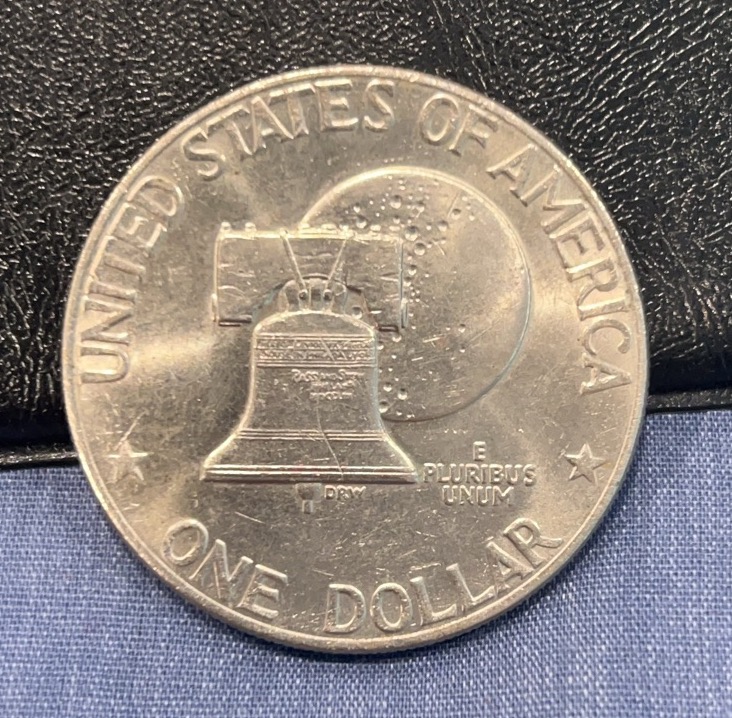 UNITED STATES OF AMERICA
E
PLURIBUS
UNUM
DRW
ONE DOLLAR